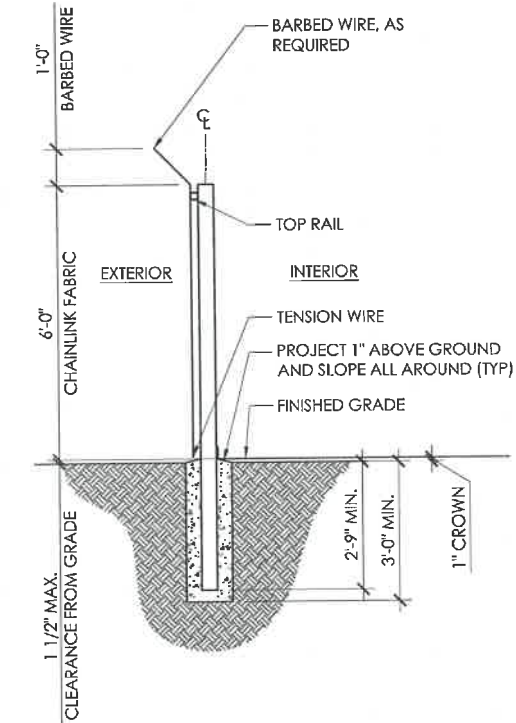 BARBED WIRE, AS
REQUIRED
1'-0"
BARBED WIRE
℄
TOP RAIL
EXTERIOR
INTERIOR
6'-0"
CHAINLINK FABRIC
TENSION WIRE
PROJECT 1" ABOVE GROUND
AND SLOPE ALL AROUND (TYP)
FINISHED GRADE
2'-9" MIN.
3'-0" MIN.
1" CROWN
1 1/2" MAX.
CLEARANCE FROM GRADE